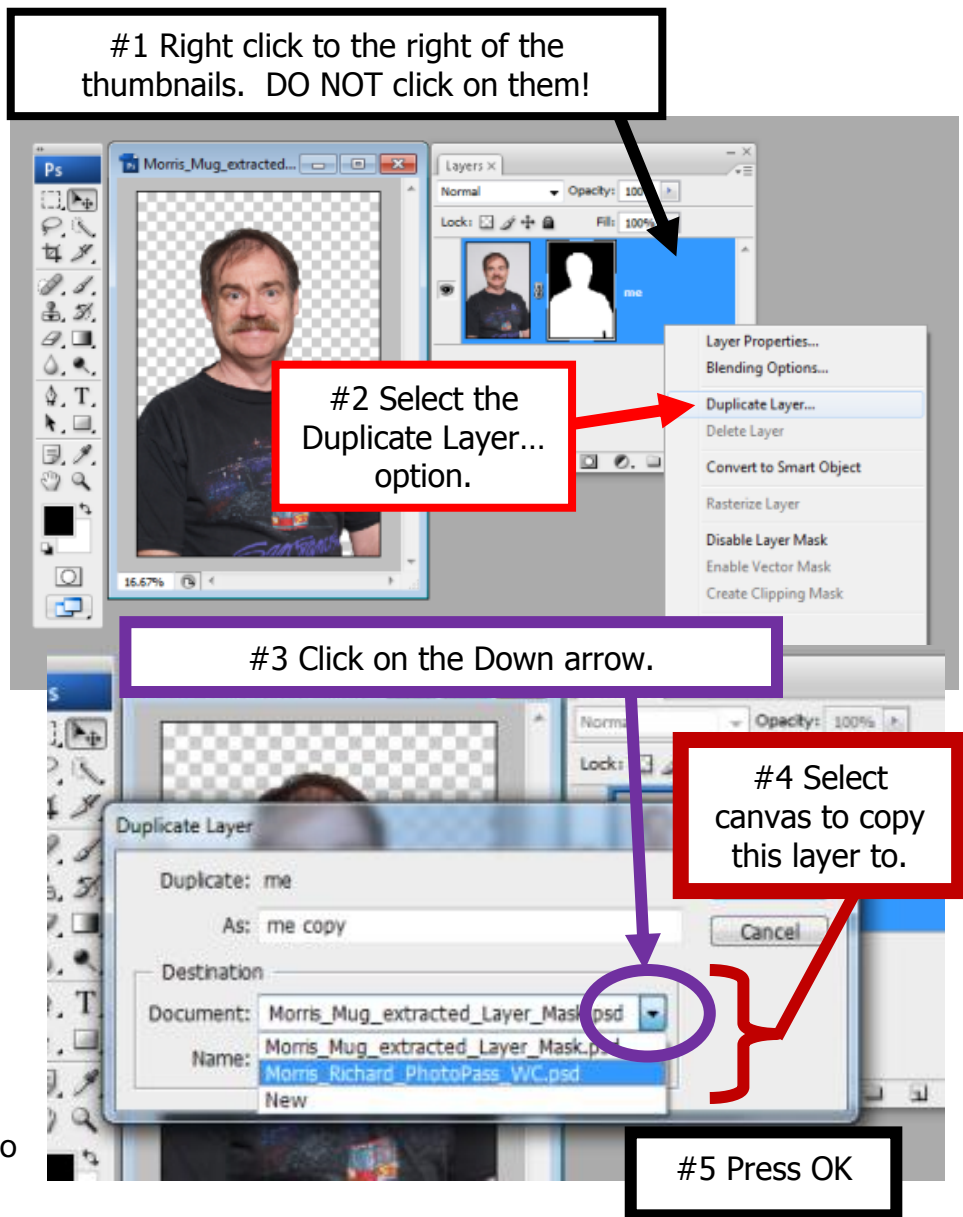 #1 Right click to the right of the
thumbnails. DO NOT click on them!
Ps
Morris_Mug_extracted...
Layers ×
Normal
Opacity:
Lock:
Fill: 100%
me
Layer Properties...
Blending Options...
#2 Select the
Duplicate Layer...
option.
Duplicate Layer...
Delete Layer
Convert to Smart Object
Rasterize Layer
Disable Layer Mask
Enable Vector Mask
Create Clipping Mask
T
16.67%
#3 Click on the Down arrow.
Opacity: 100%
Lock:
#4 Select
canvas to copy
this layer to.
Duplicate Layer
Duplicate: me
As: me copy
Cancel
Destination
Document: Morris_Mug_extracted_Layer_Mask.psd
Morris_Mug_extracted_Layer_Mask.psd
Name:
Morris_Richard_PhotoPass_WC.psd
New
T
o
#5 Press OK